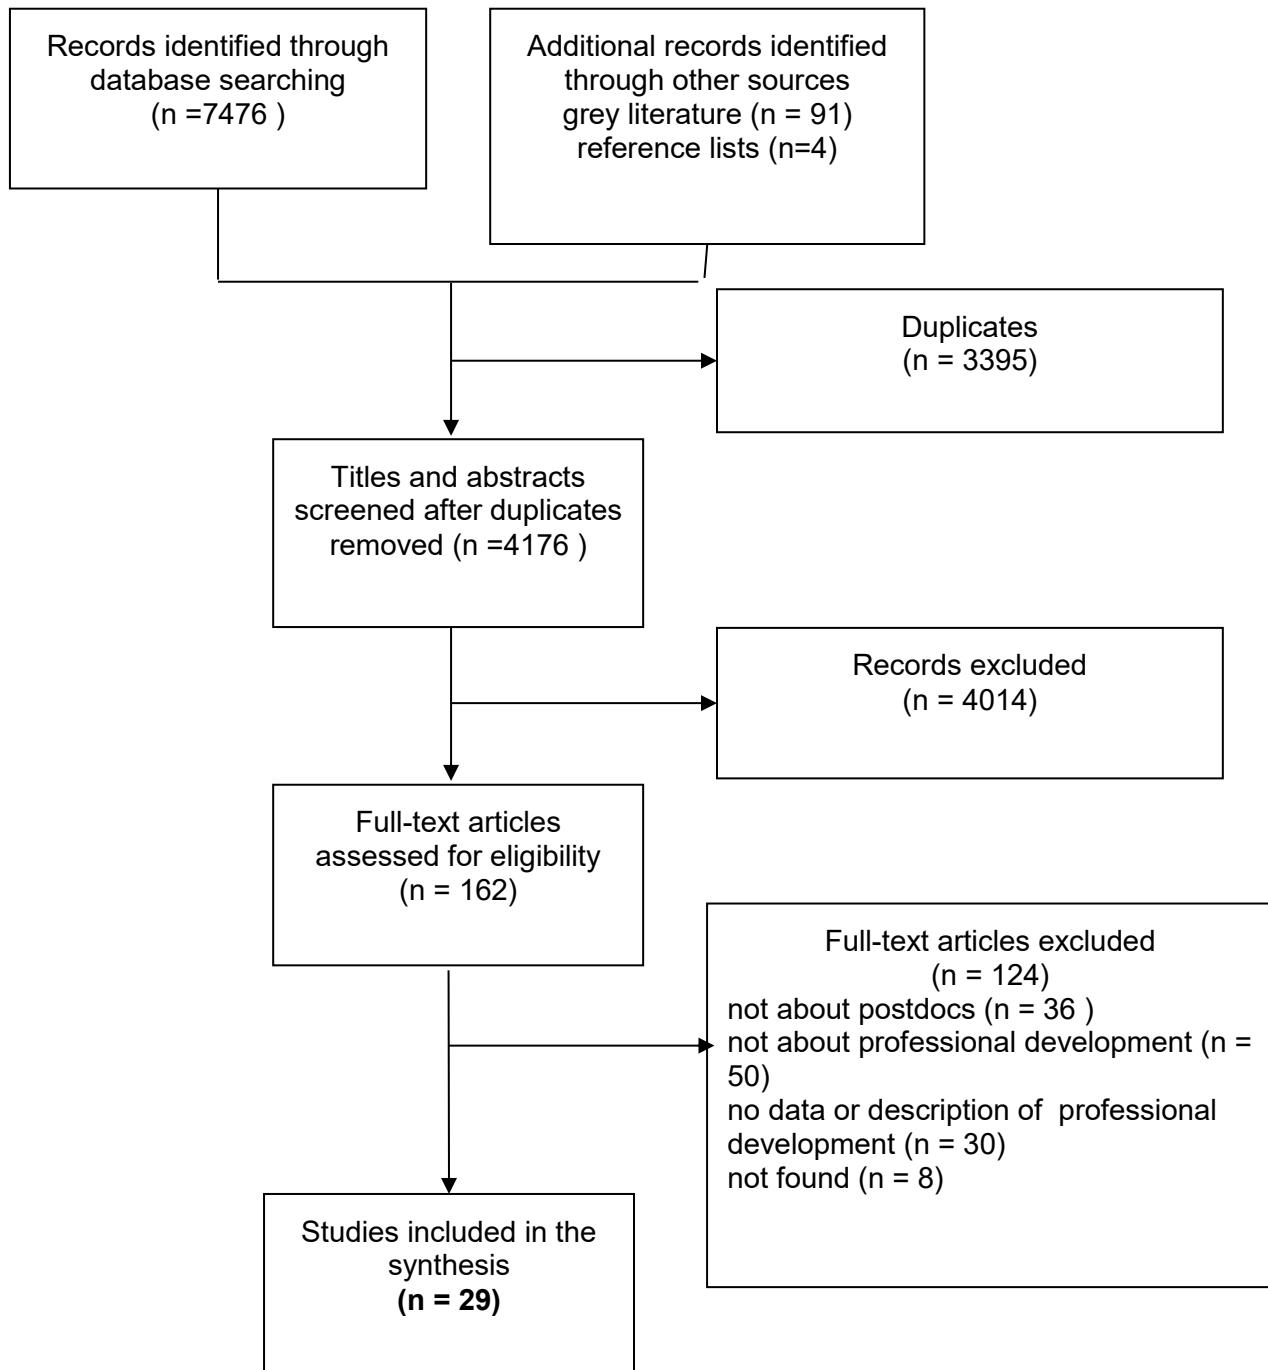 Records identified through
database searching
(n =7476 )
Additional records identified
through other sources
grey literature (n = 91)
reference lists (n=4)
Duplicates
(n = 3395)
Titles and abstracts
screened after duplicates
removed (n =4176 )
Records excluded
(n = 4014)
Full-text articles
assessed for eligibility
(n = 162)
Full-text articles excluded
(n = 124)
not about postdocs (n = 36 )
not about professional development (n =
50)
no data or description of  professional
development (n = 30)
not found (n = 8)
Studies included in the
synthesis
(n = 29)